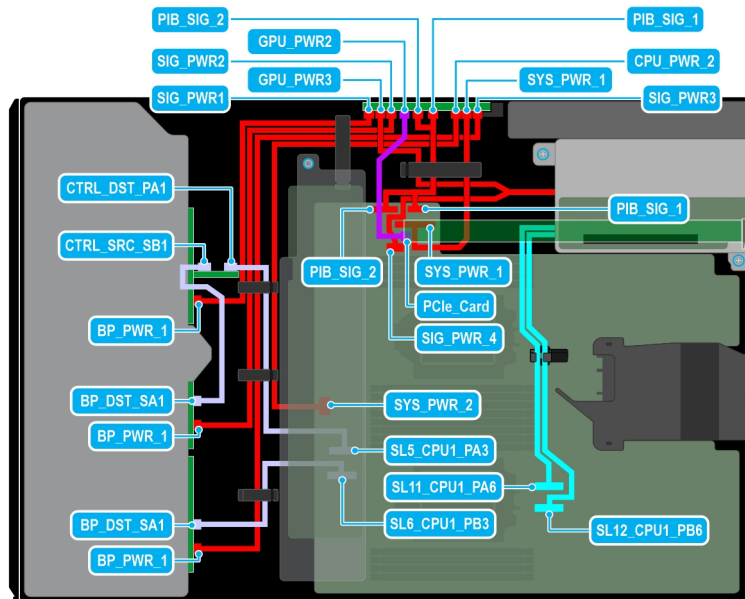 PIB_SIG_2
PIB_SIG_1
GPU_PWR2
SIG_PWR2
CPU_PWR_2
GPU_PWR3
SYS_PWR_1
SIG_PWR1
SIG_PWR3
CTRL_DST_PA1
PIB_SIG_1
CTRL_SRC_SB1
PIB_SIG_2
SYS_PWR_1
PCIe_Card
BP_PWR_1
SIG_PWR_4
BP_DST_SA1
SYS_PWR_2
BP_PWR_1
SL5_CPU1_PA3
SL11_CPU1_PA6
BP_DST_SA1
SL6_CPU1_PB3
SL12_CPU1_PB6
BP_PWR_1